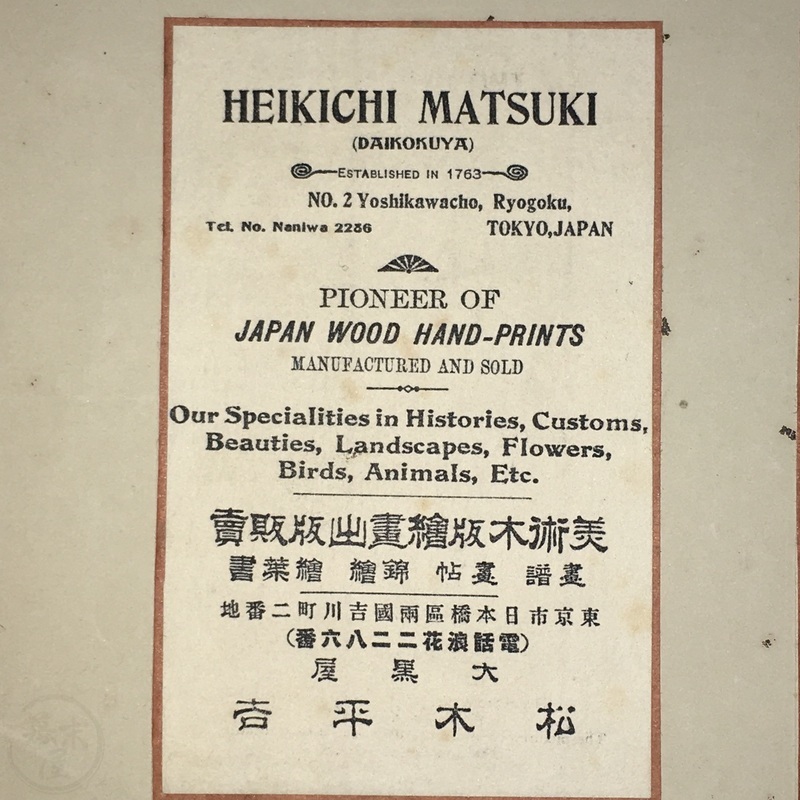 HEIKICHI MATSUKI
(DAIKOKUYA)
ESTABLISHED IN 1763
NO. 2 Yoshikawacho, Ryogoku,
Tel. No. Naniwa 2286 TOKYO, JAPAN
PIONEER OF
JAPAN WOOD HAND-PRINTS
MANUFACTURED AND SOLD
Our Specialities in Histories, Customs,
Beauties, Landscapes, Flowers,
Birds, Animals, Etc.
美術木版繪畫出版販賣
畫譜 畫帖 錦繪 繪葉書
東京市日本橋區兩國吉川町二番地
(電話浪花二二八六番)
大黒屋
松木平吉